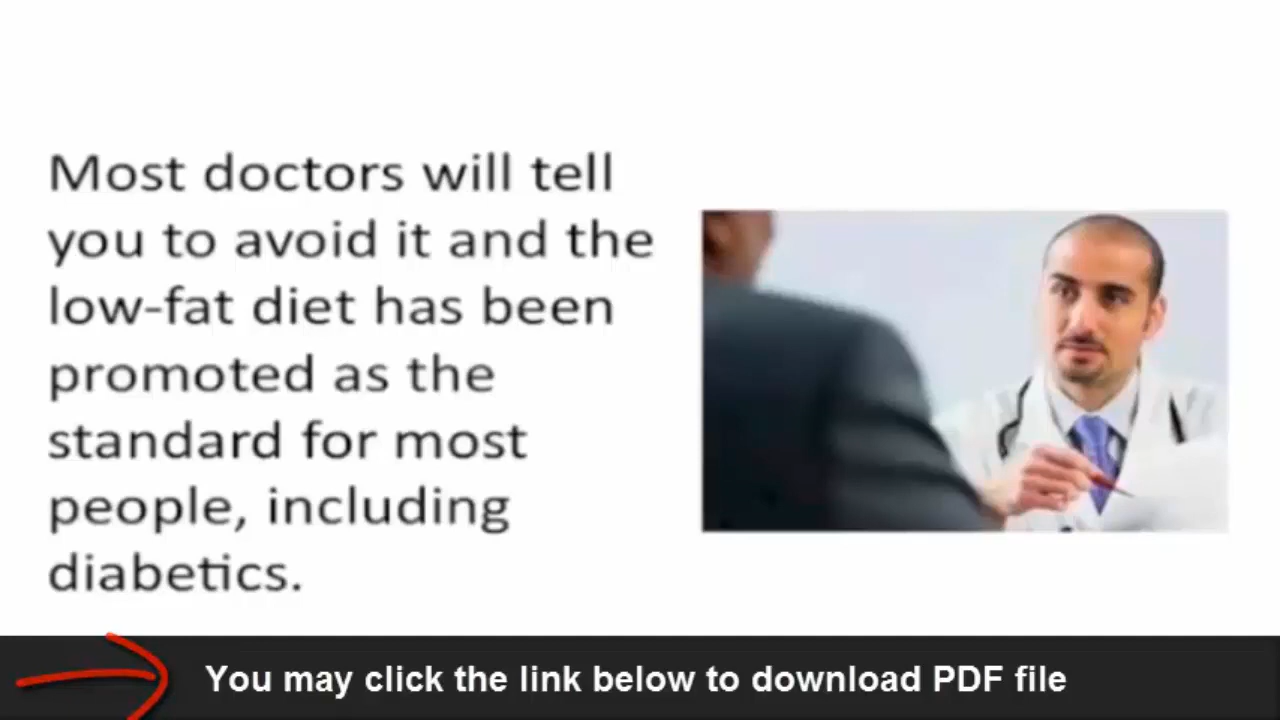 Most doctors will tell
you to avoid it and the
low-fat diet has been
promoted as the
standard for most
people, including
diabetics.
You may click the link below to download PDF file